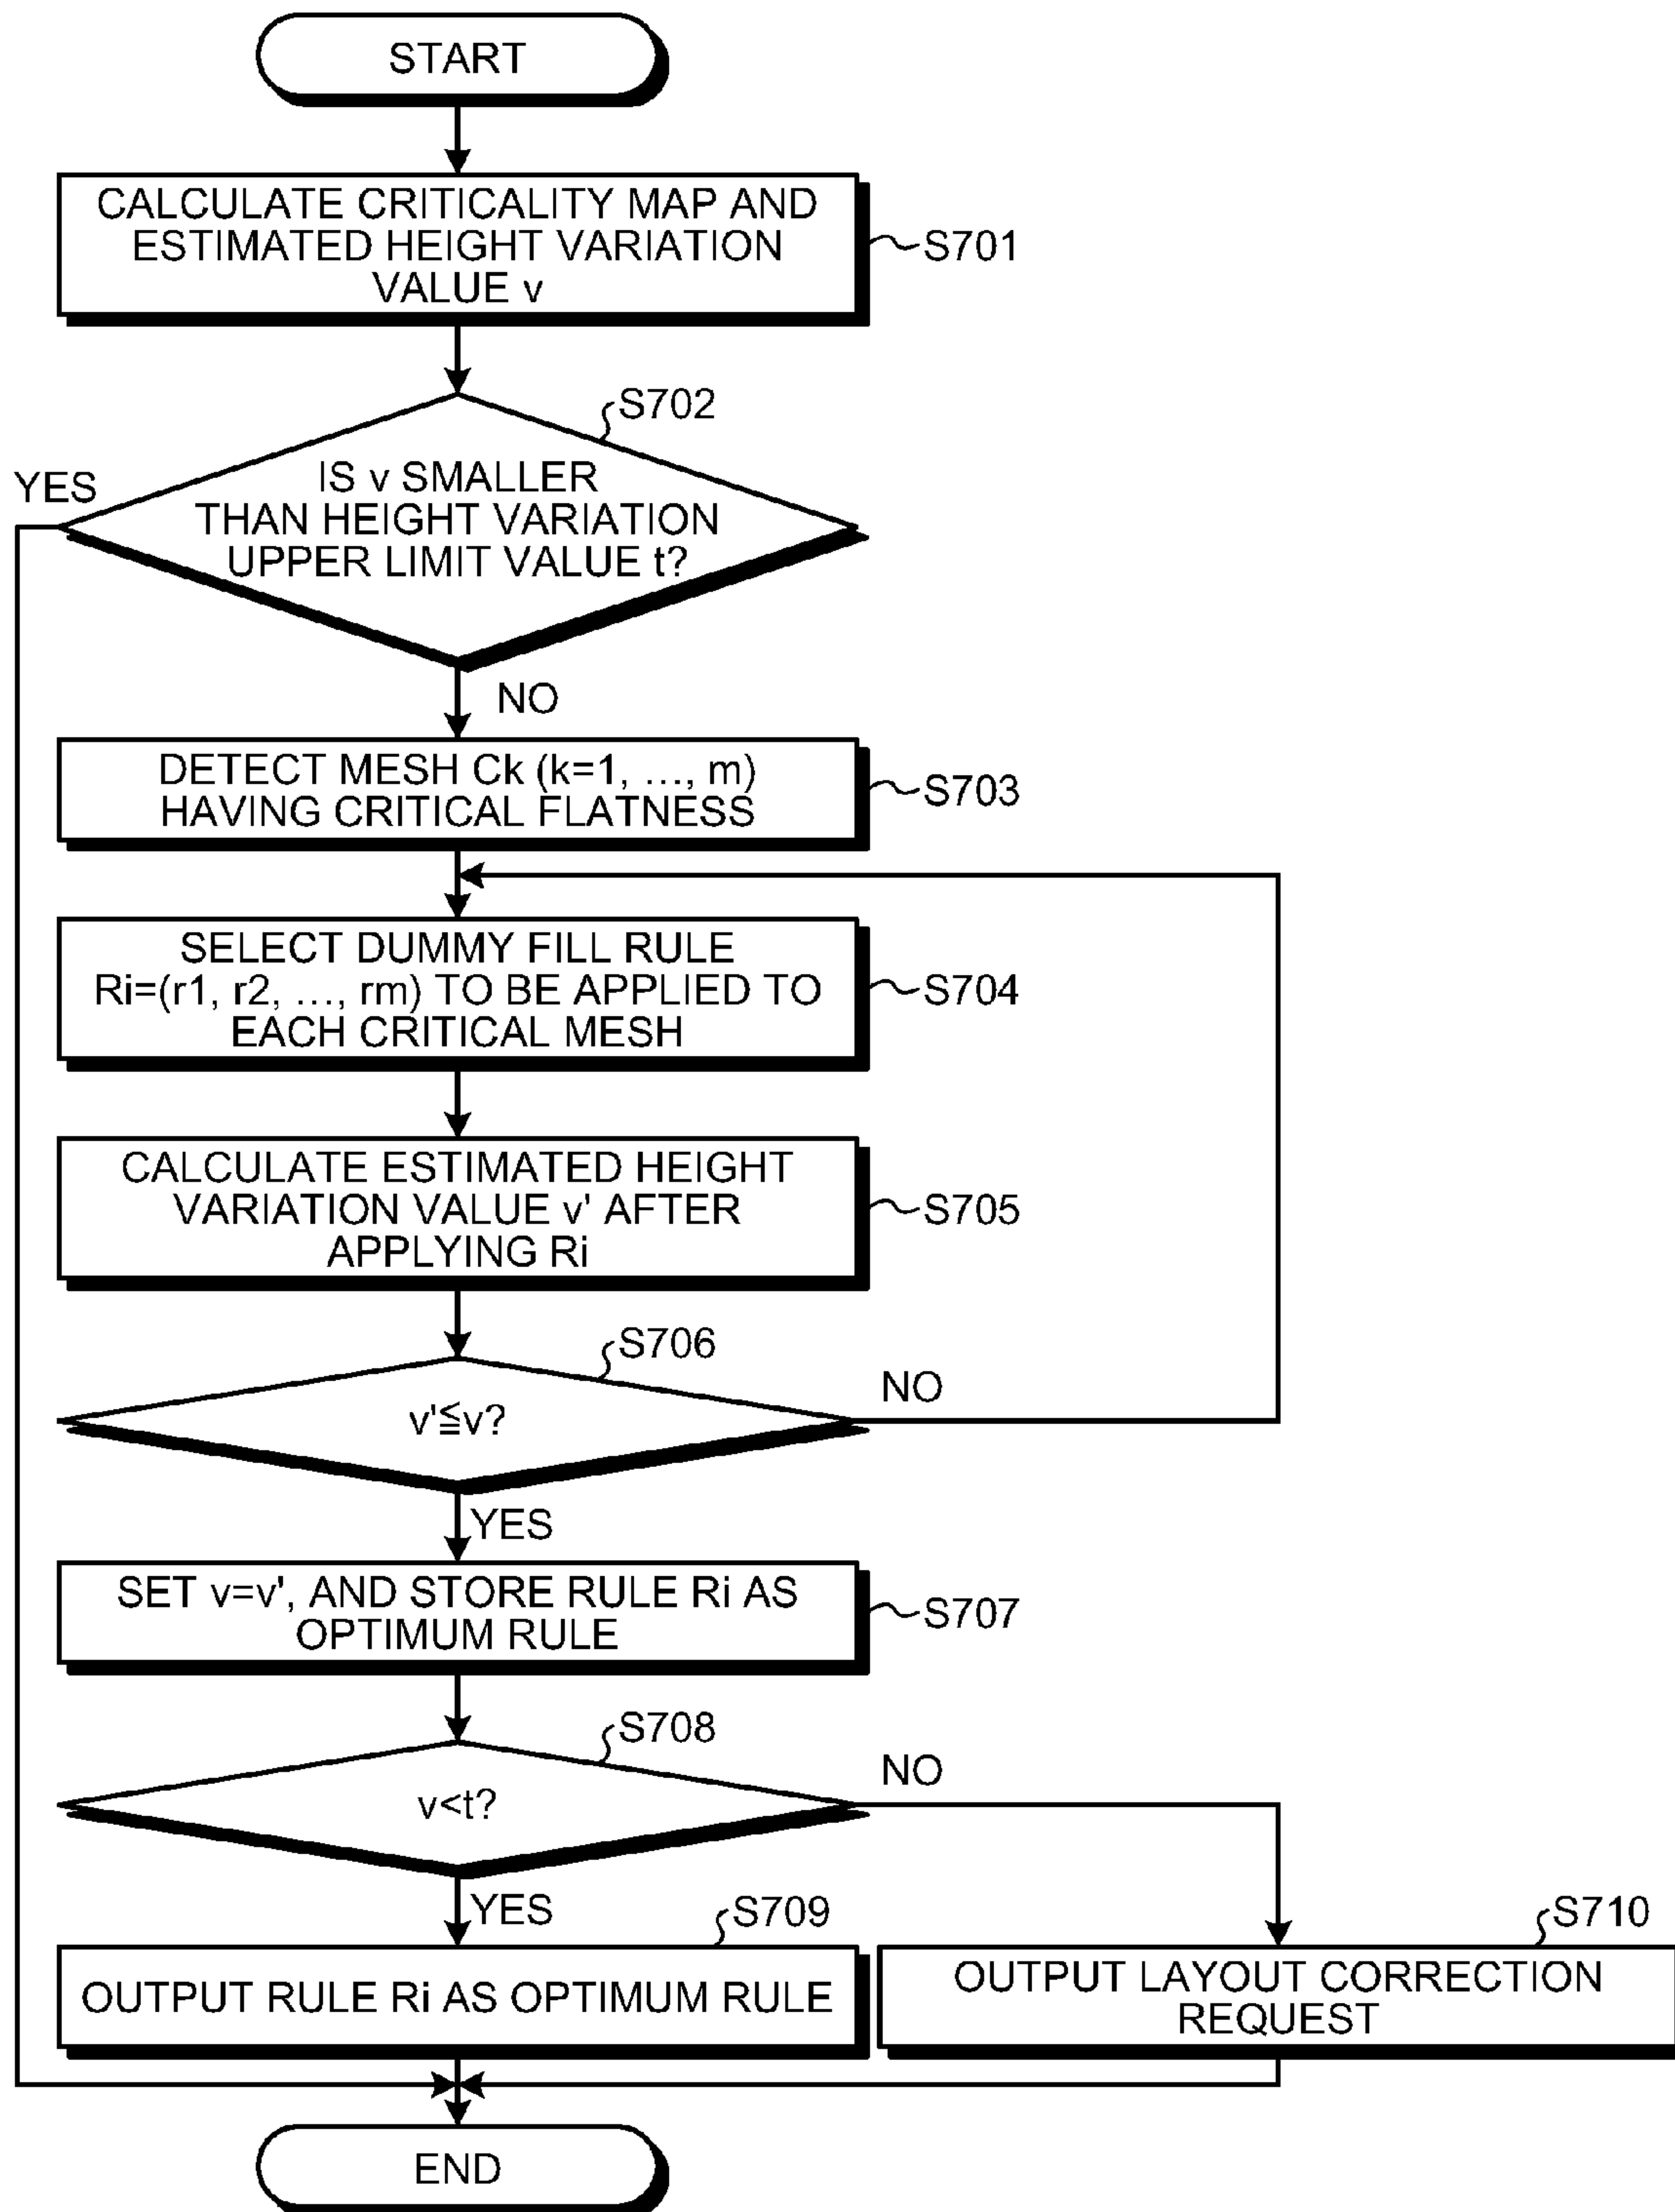 START
CALCULATE CRITICALITY MAP AND
ESTIMATED HEIGHT VARIATION
VALUE v
S701
S702
IS v SMALLER
THAN HEIGHT VARIATION
UPPER LIMIT VALUE t?
YES
NO
DETECT MESH Ck (k=1, ..., m)
HAVING CRITICAL FLATNESS
S703
SELECT DUMMY FILL RULE
Ri=(r1, r2, ..., rm) TO BE APPLIED TO
EACH CRITICAL MESH
S704
CALCULATE ESTIMATED HEIGHT
VARIATION VALUE v' AFTER
APPLYING Ri
S705
S706
v'≦v?
NO
YES
SET v=v', AND STORE RULE Ri AS
OPTIMUM RULE
S707
S708
v<t?
NO
YES
S709
OUTPUT RULE Ri AS OPTIMUM RULE
S710
OUTPUT LAYOUT CORRECTION
REQUEST
END